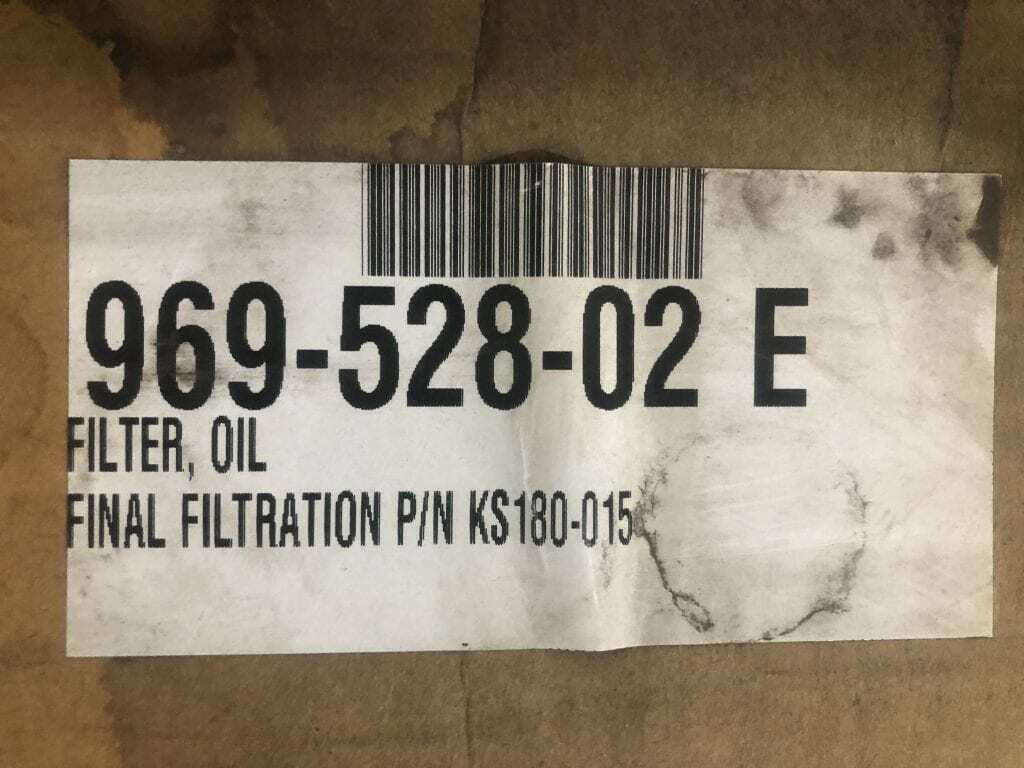 969-528-02 E
FILTER, OIL
FINAL FILTRATION P/N KS180-015